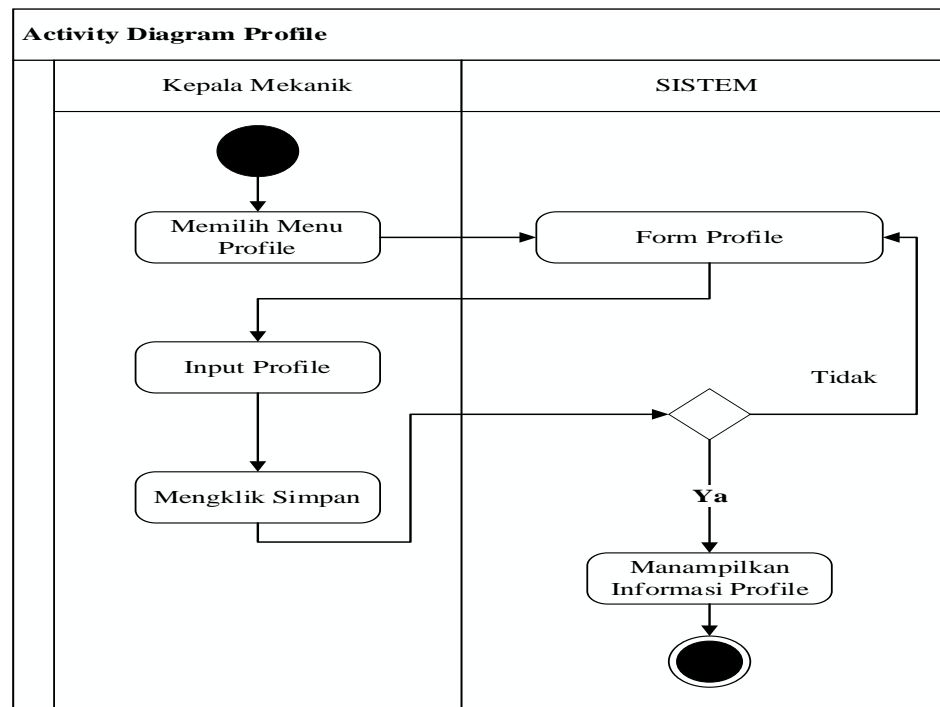 Activity Diagram Profile
Kepala Mekanik
SISTEM
Memilih Menu
Profile
Form Profile
Input Profile
Tidak
Mengklik Simpan
Ya
Manampilkan
Informasi Profile